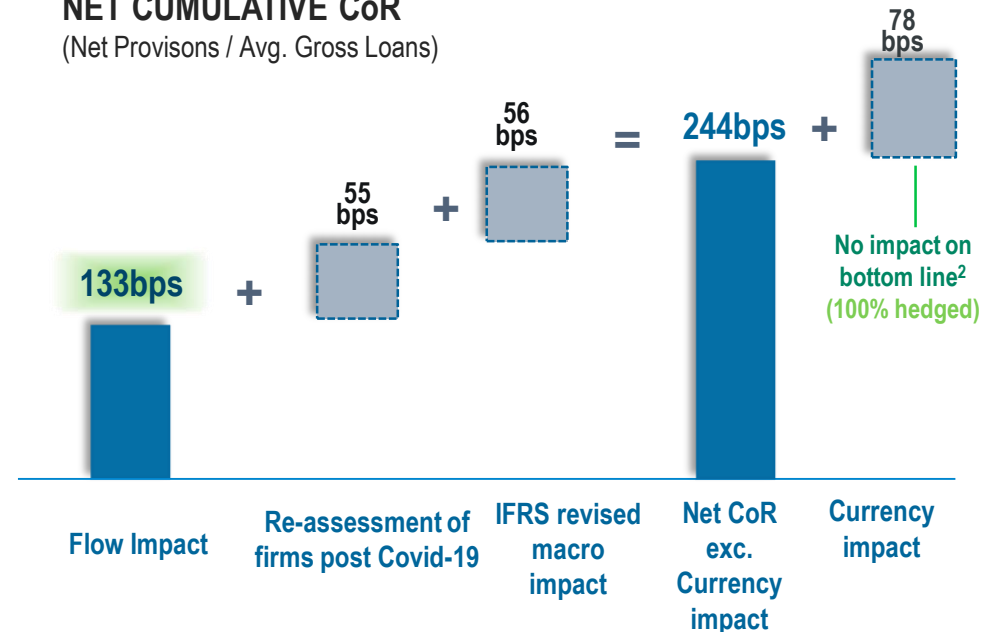 NET CUMULATIVE CoR
(Net Provisons / Avg. Gross Loans)
133bps
+
55
bps
+
56
bps
=
244bps
+
78
bps
No impact on
bottom line2
(100% hedged)
Flow Impact
Re-assessment of
firms post Covid-19
IFRS revised
macro
impact
Net CoR
exc.
Currency
impact
Currency
impact